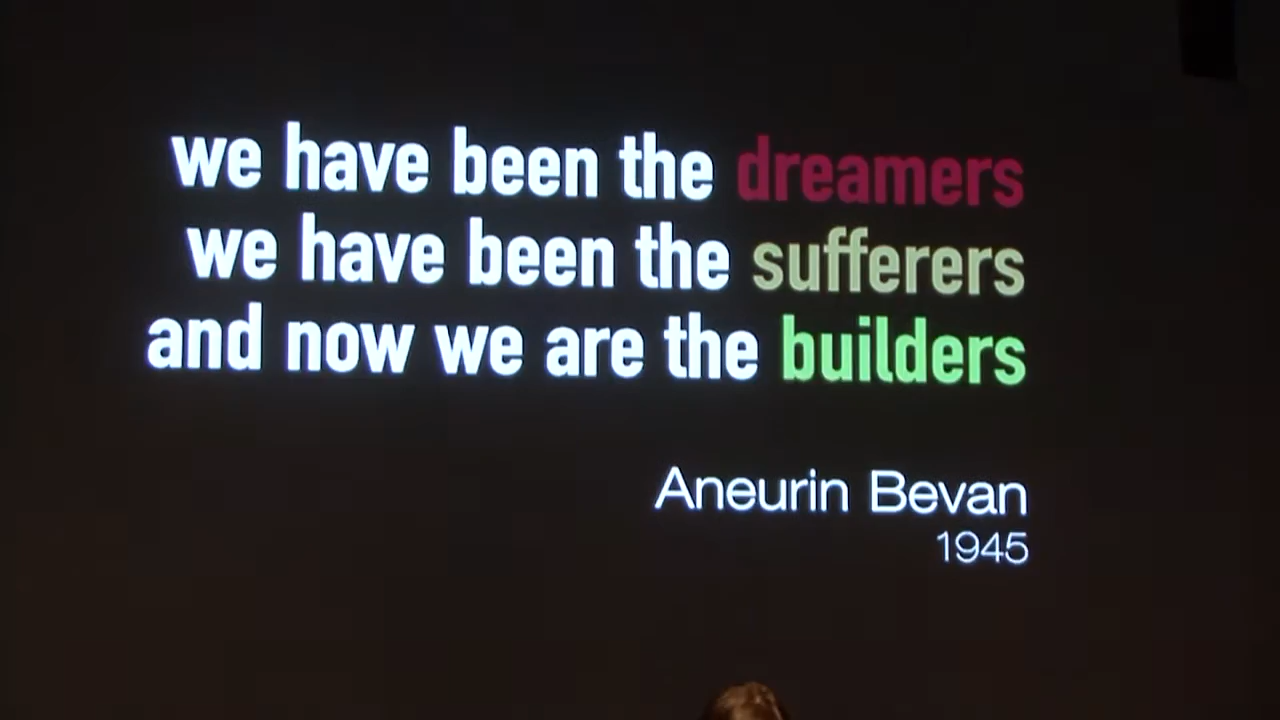 we have been the dreamers
we have been the sufferers
and now we are the builders
Aneurin Bevan
1945